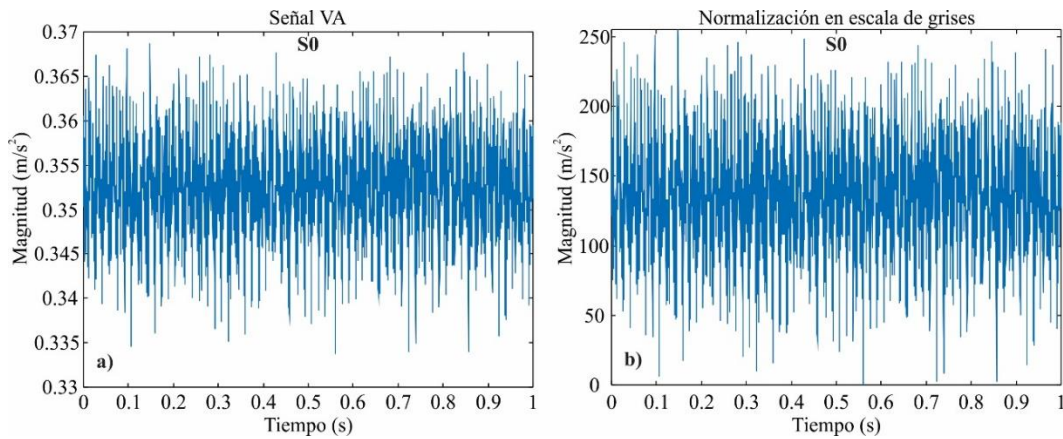 Señal VA
S0
0.37
0.365
0.36
0.355
0.35
0.345
0.34
0.335
0.33
Magnitud (m/s²)
a)
0 0.1 0.2 0.3 0.4 0.5 0.6 0.7 0.8 0.9 1
Tiempo (s)
Normalización en escala de grises
S0
250
200
150
100
50
0
Magnitud (m/s²)
b)
0 0.1 0.2 0.3 0.4 0.5 0.6 0.7 0.8 0.9 1
Tiempo (s)